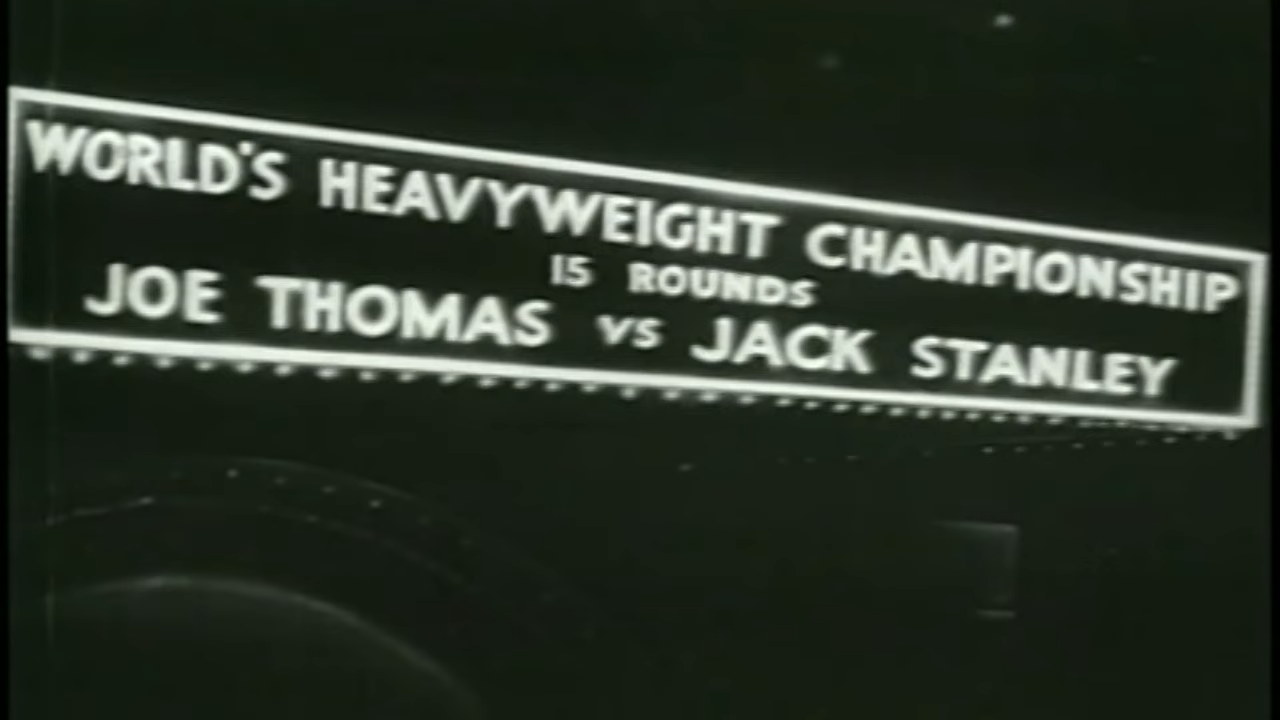 WORLD'S HEAVYWEIGHT CHAMPIONSHIP
15 ROUNDS
JOE THOMAS VS JACK STANLEY